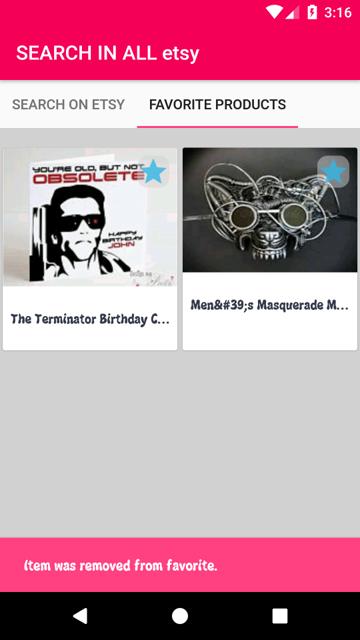 3:16
SEARCH IN ALL etsy
SEARCH ON ETSY
FAVORITE PRODUCTS
YOU'RE OLD, BUT NOT
OBSOLETE
HAPPY
BIRTHDAY
JOHN
The Terminator Birthday C...
Men&#39;s Masquerade M...
Item was removed from favorite.